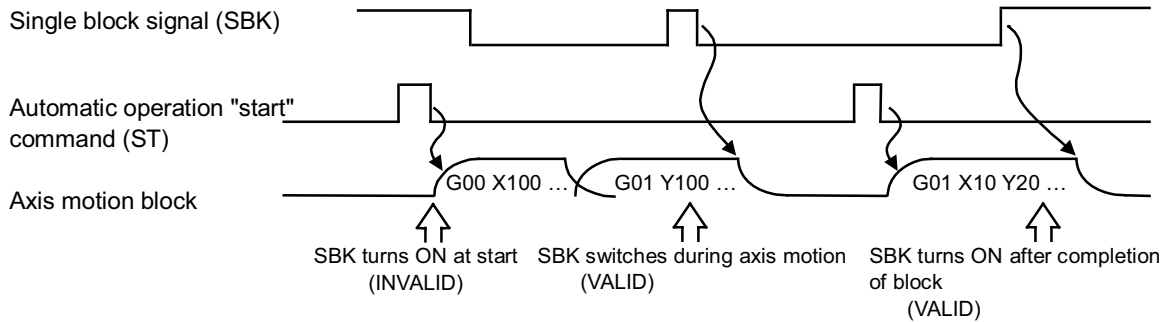 Single block signal (SBK)
Automatic operation "start"
command (ST)
Axis motion block
G00 X100 …
G01 Y100 …
G01 X10 Y20 …
SBK turns ON at start
(INVALID)
SBK switches during axis motion
(VALID)
SBK turns ON after completion
of block
(VALID)